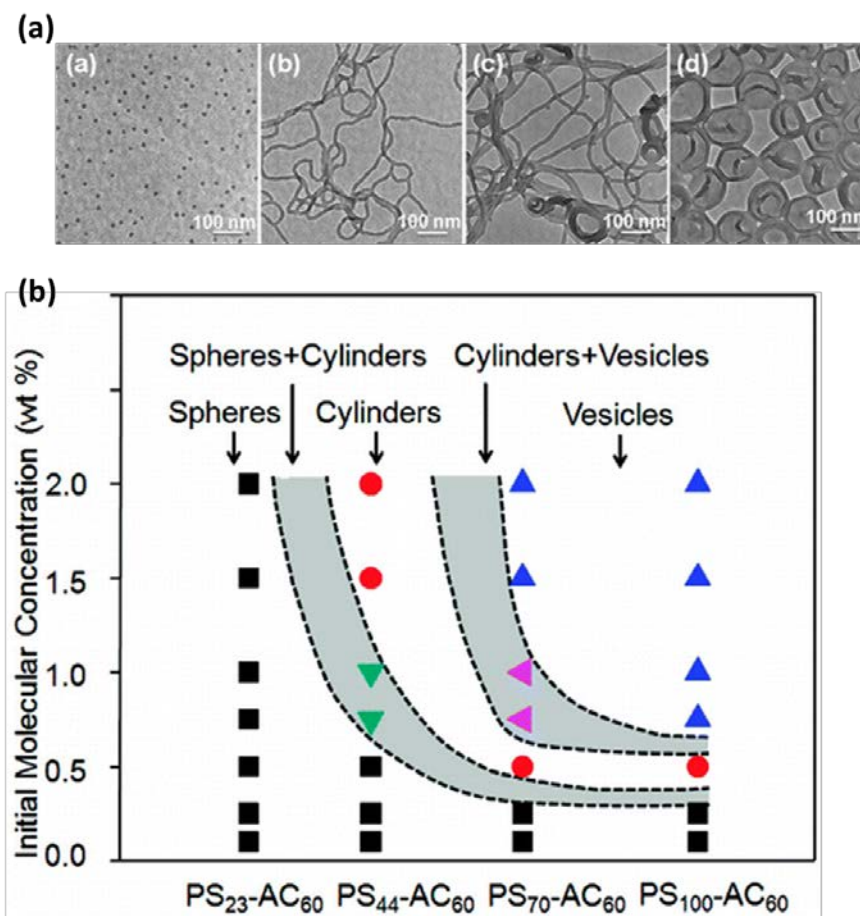 (a)
(a) (b) (c) (d)
100 nm 100 nm 100 nm 100 nm
(b)
Initial Molecular Concentration (wt %)
Spheres+Cylinders Cylinders+Vesicles
Spheres Cylinders Vesicles
2.0
1.5
1.0
0.5
0.0
PS₂₃-AC₆₀ PS₄₄-AC₆₀ PS₇₀-AC₆₀ PS₁₀₀-AC₆₀